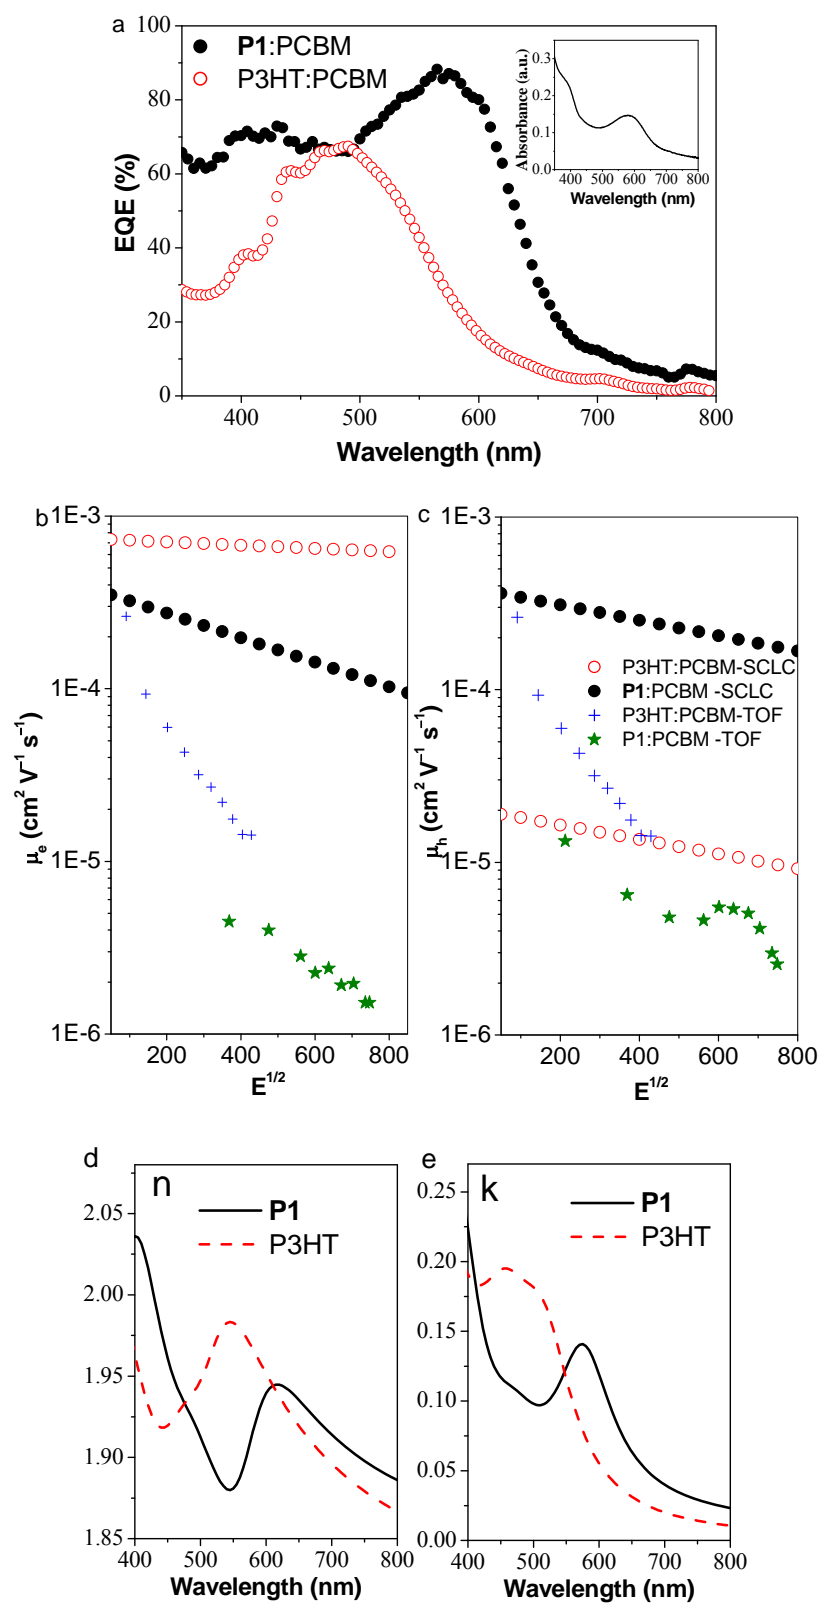 a
100
80
60
40
20
0
EQE (%)
P1:PCBM
P3HT:PCBM
400 500 600 700 800
Wavelength (nm)
0.3
0.2
0.1
0.0
Absorbance (a.u.)
400 500 600 700 800
Wavelength (nm)
b
1E-3
1E-4
1E-5
1E-6
μe (cm² V⁻¹ s⁻¹)
200 400 600 800
E^1/2
c
1E-3
1E-4
1E-5
1E-6
μh (cm² V⁻¹ s⁻¹)
P3HT:PCBM-SCLC
P1:PCBM -SCLC
P3HT:PCBM-TOF
P1:PCBM -TOF
200 400 600 800
E^1/2
d
n
P1
P3HT
2.05
2.00
1.95
1.90
1.85
400 500 600 700 800
Wavelength (nm)
e
k
P1
P3HT
0.25
0.20
0.15
0.10
0.05
0.00
400 500 600 700 800
Wavelength (nm)